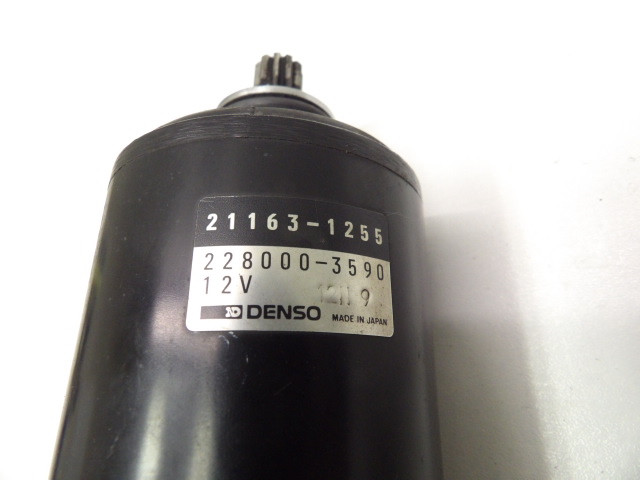 21163-1255
228000-3590
12V
DENSO MADE IN JAPAN